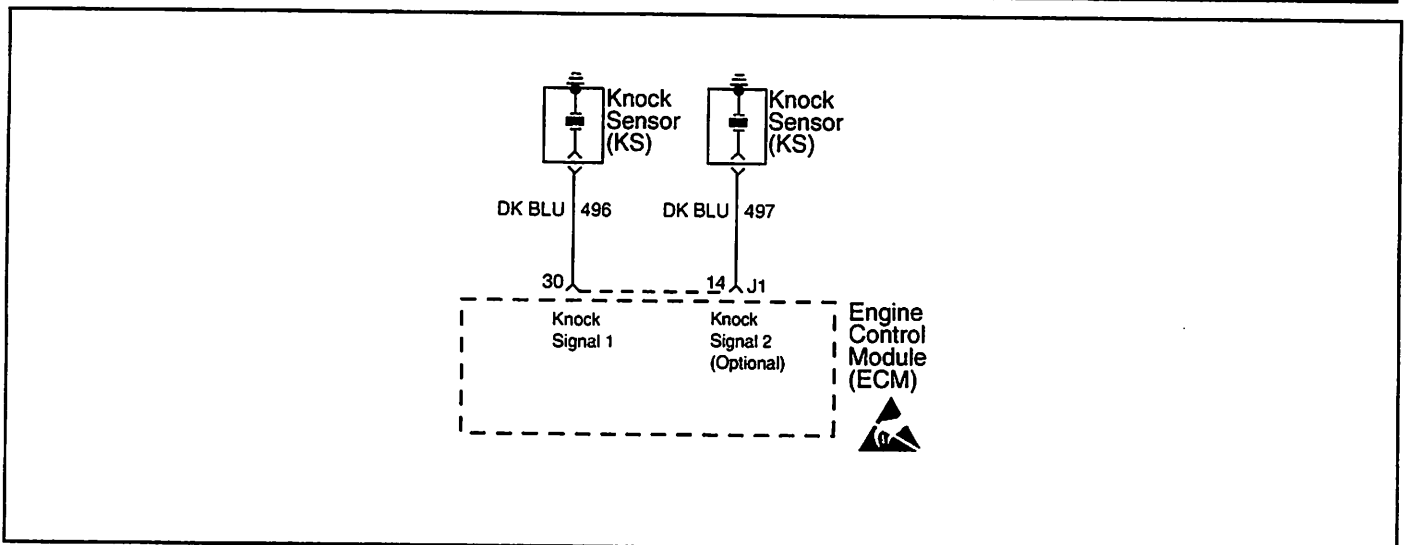 Knock
Sensor
(KS)
Knock
Sensor
(KS)
DK BLU 496
DK BLU 497
30
14 J1
Knock
Signal 1
Knock
Signal 2
(Optional)
Engine
Control
Module
(ECM)